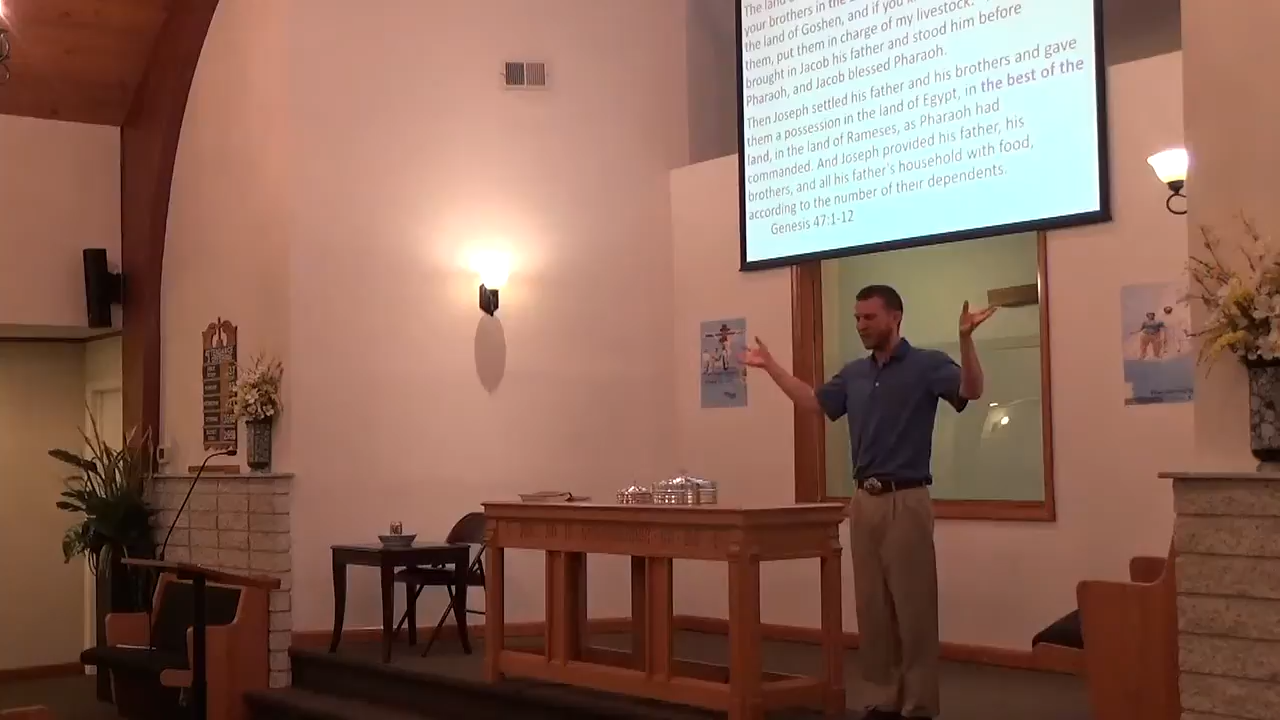 The land
your brothers in the
the land of Goshen, and if you
them, put them in charge of my livestock."
brought in Jacob his father and stood him before
Pharaoh, and Jacob blessed Pharaoh.
Then Joseph settled his father and his brothers and gave
them a possession in the land of Egypt, in the best of the
land, in the land of Rameses, as Pharaoh had
commanded. And Joseph provided his father, his
brothers, and all his father's household with food,
according to the number of their dependents.
Genesis 47:1-12
ATTENDANCE